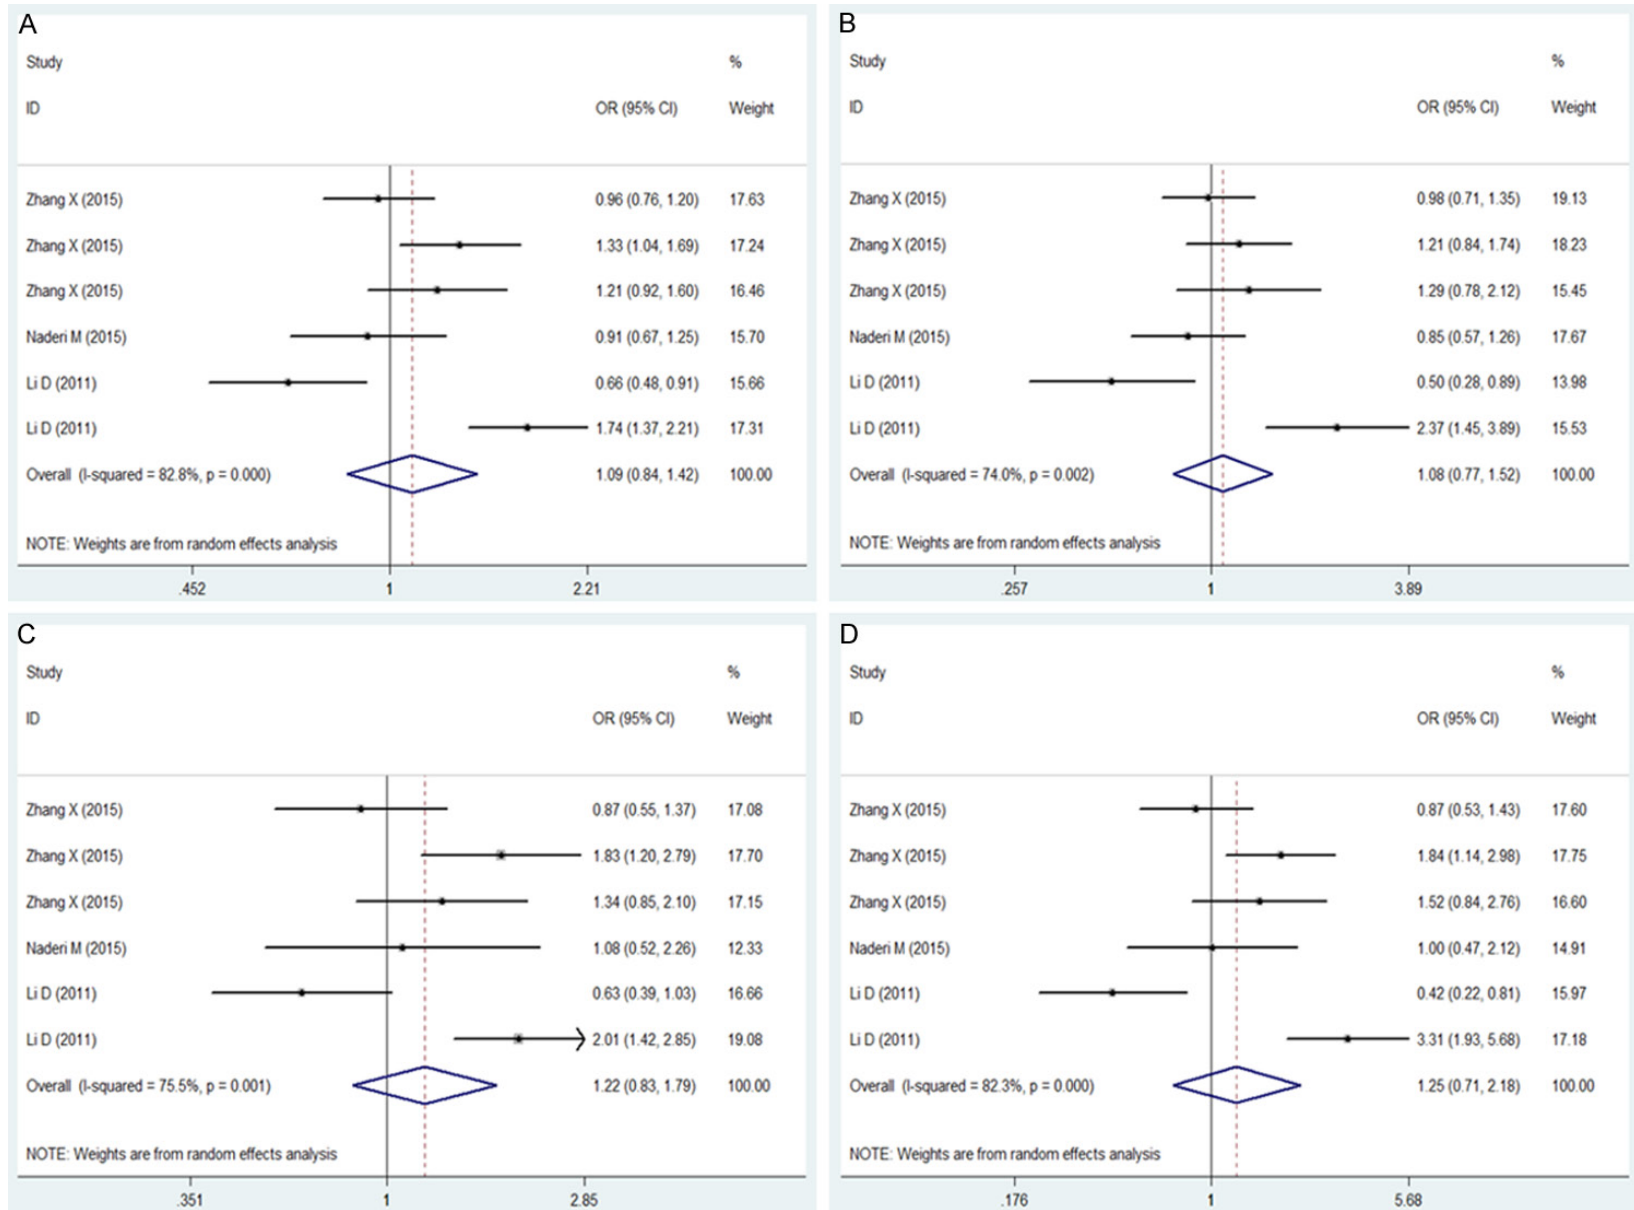 A
Study %
ID OR (95% CI) Weight
Zhang X (2015) 0.96 (0.76, 1.20) 17.63
Zhang X (2015) 1.33 (1.04, 1.69) 17.24
Zhang X (2015) 1.21 (0.92, 1.60) 16.46
Naderi M (2015) 0.91 (0.67, 1.25) 15.70
Li D (2011) 0.66 (0.48, 0.91) 15.66
Li D (2011) 1.74 (1.37, 2.21) 17.31
Overall (I-squared = 82.8%, p = 0.000) 1.09 (0.84, 1.42) 100.00
NOTE: Weights are from random effects analysis
.452 1 2.21
B
Study %
ID OR (95% CI) Weight
Zhang X (2015) 0.98 (0.71, 1.35) 19.13
Zhang X (2015) 1.21 (0.84, 1.74) 18.23
Zhang X (2015) 1.29 (0.78, 2.12) 15.45
Naderi M (2015) 0.85 (0.57, 1.26) 17.67
Li D (2011) 0.50 (0.28, 0.89) 13.98
Li D (2011) 2.37 (1.45, 3.89) 15.53
Overall (I-squared = 74.0%, p = 0.002) 1.08 (0.77, 1.52) 100.00
NOTE: Weights are from random effects analysis
.257 1 3.89
C
Study %
ID OR (95% CI) Weight
Zhang X (2015) 0.87 (0.55, 1.37) 17.08
Zhang X (2015) 1.83 (1.20, 2.79) 17.70
Zhang X (2015) 1.34 (0.85, 2.10) 17.15
Naderi M (2015) 1.08 (0.52, 2.26) 12.33
Li D (2011) 0.63 (0.39, 1.03) 16.66
Li D (2011) 2.01 (1.42, 2.85) 19.08
Overall (I-squared = 75.5%, p = 0.001) 1.22 (0.83, 1.79) 100.00
NOTE: Weights are from random effects analysis
.351 1 2.85
D
Study %
ID OR (95% CI) Weight
Zhang X (2015) 0.87 (0.53, 1.43) 17.60
Zhang X (2015) 1.84 (1.14, 2.98) 17.75
Zhang X (2015) 1.52 (0.84, 2.76) 16.60
Naderi M (2015) 1.00 (0.47, 2.12) 14.91
Li D (2011) 0.42 (0.22, 0.81) 15.97
Li D (2011) 3.31 (1.93, 5.68) 17.18
Overall (I-squared = 82.3%, p = 0.000) 1.25 (0.71, 2.18) 100.00
NOTE: Weights are from random effects analysis
.176 1 5.68